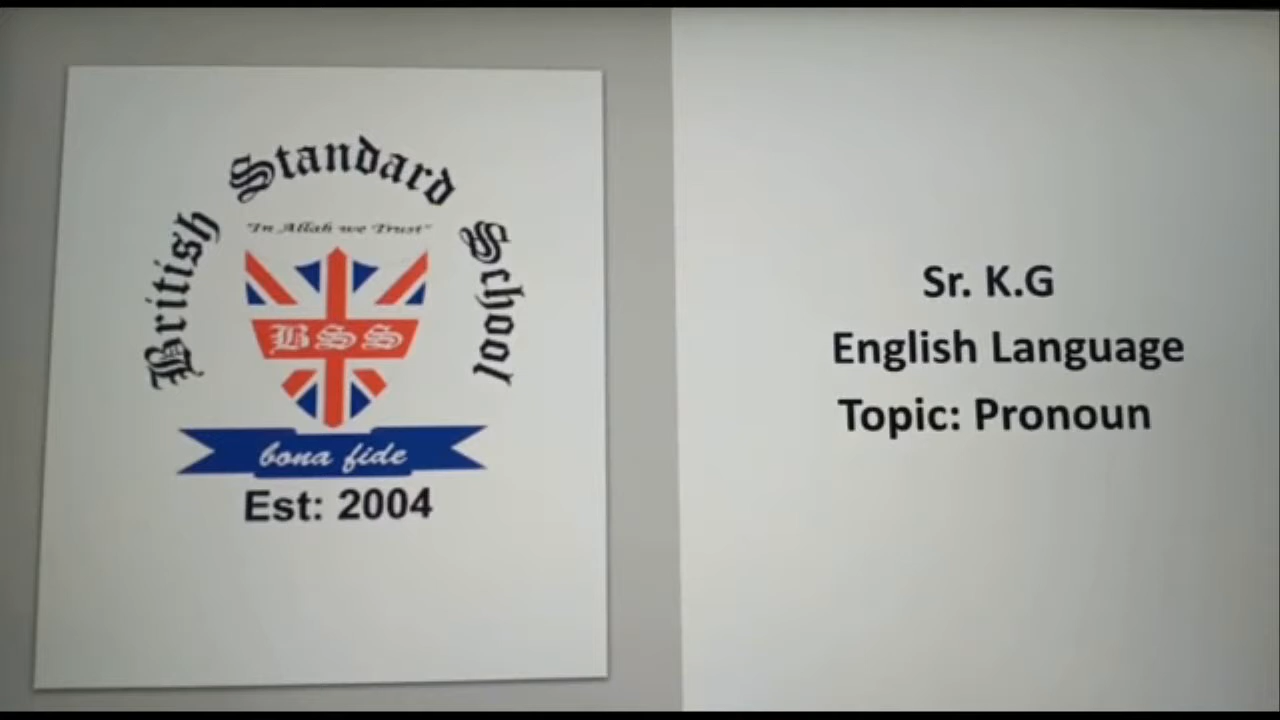 British Standard School
"In Allah we Trust"
BSS
bona fide
Est: 2004
Sr. K.G
English Language
Topic: Pronoun